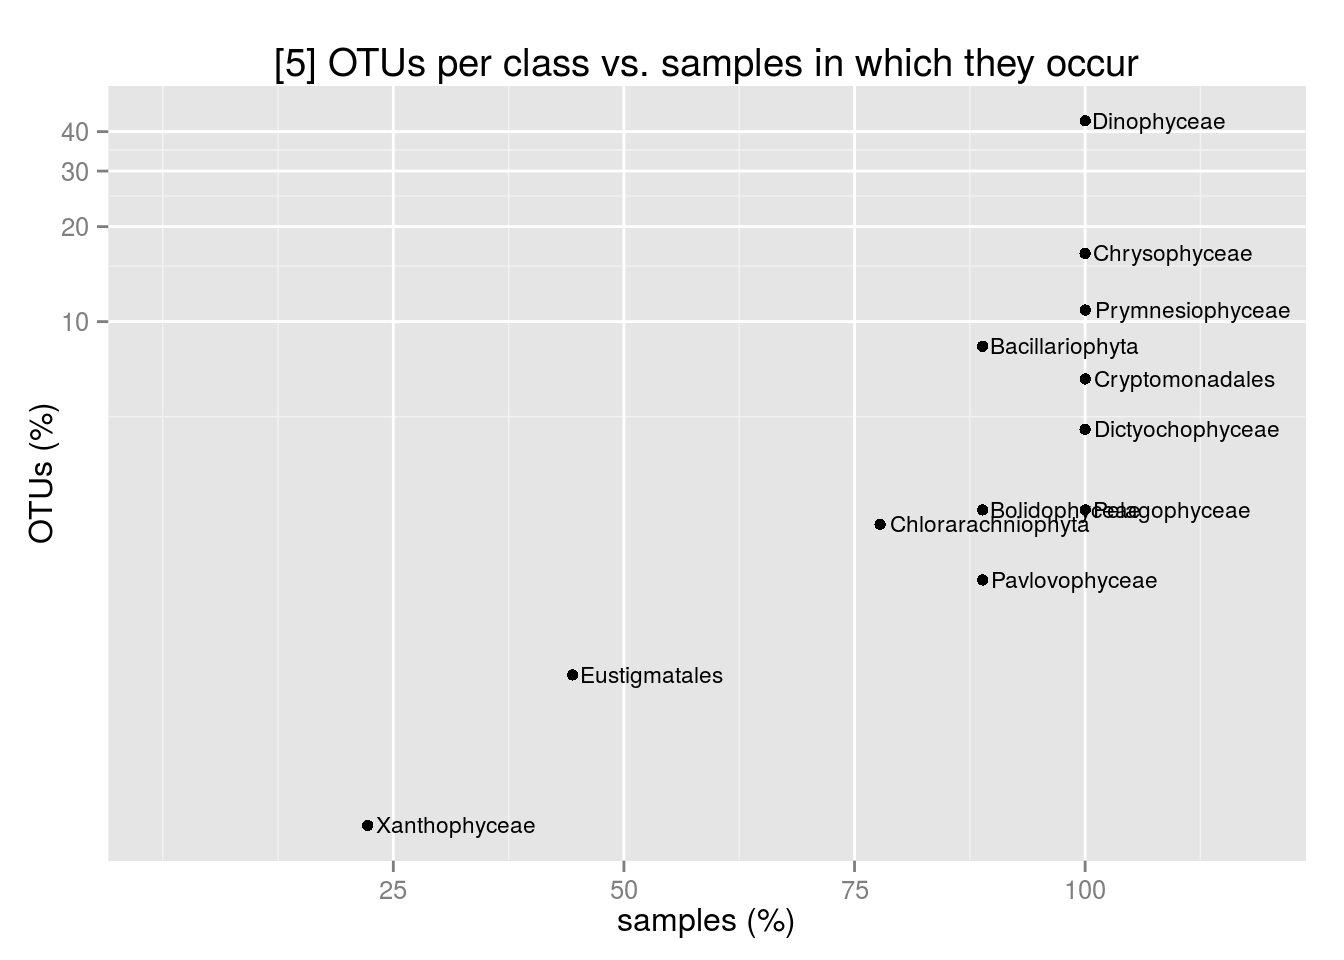 [5] OTUs per class vs. samples in which they occur
40
30
20
10
OTUs (%)
Dinophyceae
Chrysophyceae
Prymnesiophyceae
Bacillariophyta
Cryptomonadales
Dictyochophyceae
Bolidophyceae
Pelagophyceae
Chlorarachniophyta
Pavlovophyceae
Eustigmatales
Xanthophyceae
25 50 75 100
samples (%)